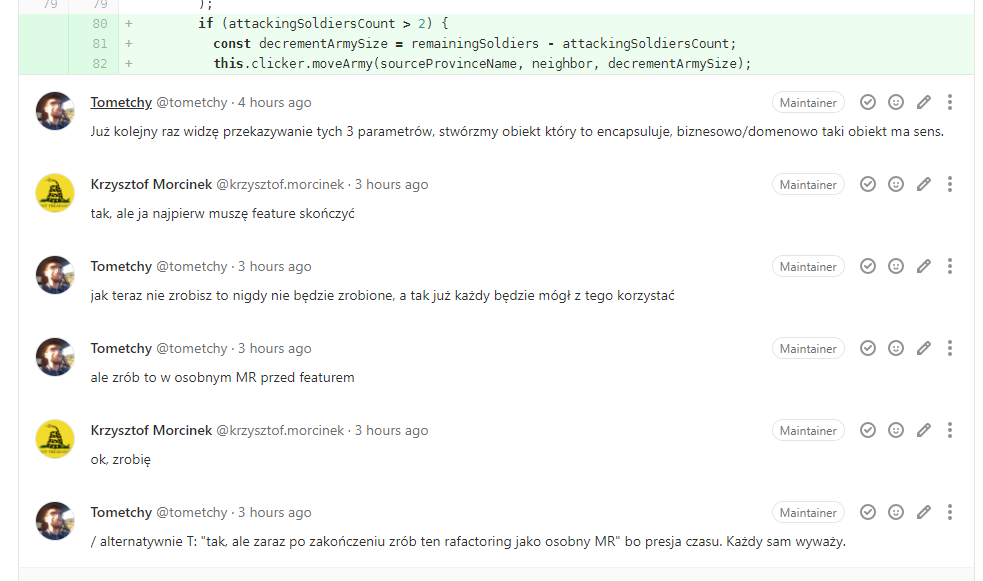 79 79 );
80 + if (attackingSoldiersCount > 2) {
81 + const decrementArmySize = remainingSoldiers - attackingSoldiersCount;
82 + this.clicker.moveArmy(sourceProvinceName, neighbor, decrementArmySize);
Tometchy @tometchy · 4 hours ago Maintainer
Już kolejny raz widzę przekazywanie tych 3 parametrów, stwórzmy obiekt który to encapsuluje, biznesowo/domenowo taki obiekt ma sens.
Krzysztof Morcinek @krzysztof.morcinek · 3 hours ago Maintainer
tak, ale ja najpierw muszę feature skończyć
Tometchy @tometchy · 3 hours ago Maintainer
jak teraz nie zrobisz to nigdy nie będzie zrobione, a tak już każdy będzie mógł z tego korzystać
Tometchy @tometchy · 3 hours ago Maintainer
ale zrób to w osobnym MR przed featurem
Krzysztof Morcinek @krzysztof.morcinek · 3 hours ago Maintainer
ok, zrobię
Tometchy @tometchy · 3 hours ago Maintainer
/ alternatywnie T: "tak, ale zaraz po zakończeniu zrób ten rafactoring jako osobny MR" bo presja czasu. Każdy sam wyważy.